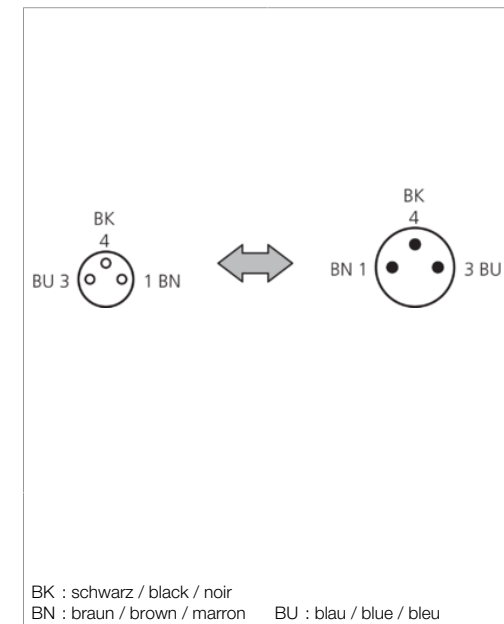 BK
4
BU 3
1 BN
BK
4
BN 1
3 BU
BK : schwarz / black / noir
BN : braun / brown / marron BU : blau / blue / bleu